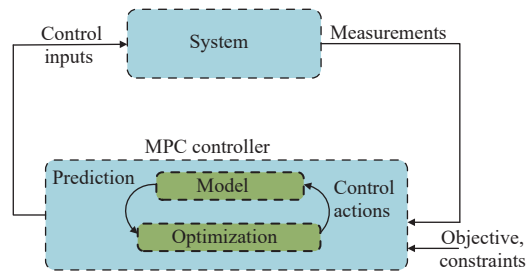 Control
inputs
System
Measurements
MPC controller
Prediction
Model
Control
actions
Optimization
Objective,
constraints